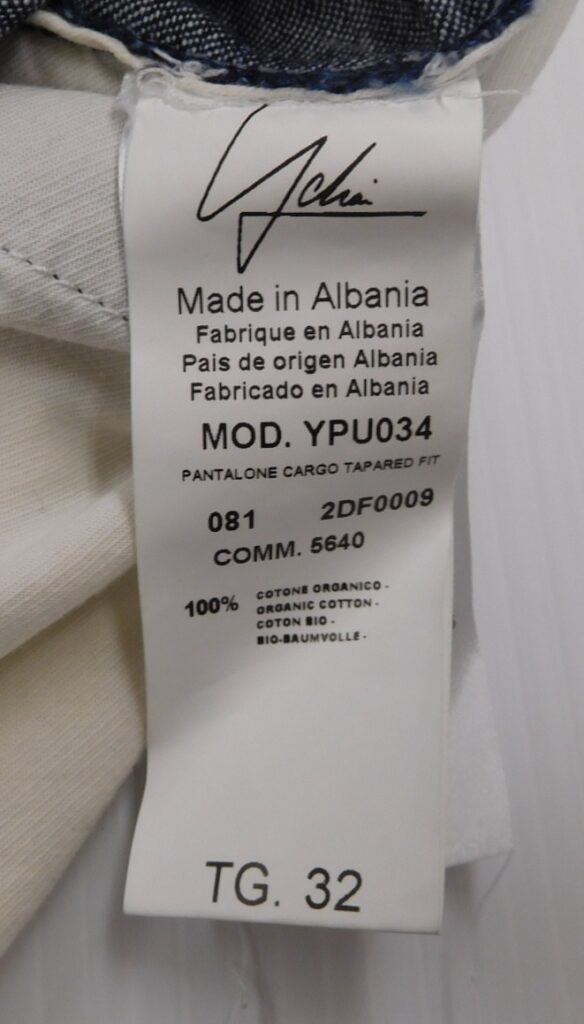 Made in Albania
Fabrique en Albania
Pais de origen Albania
Fabricado en Albania
MOD. YPU034
PANTALONE CARGO TAPARED FIT
081 2DF0009
COMM. 5640
100% COTONE ORGANICO -
ORGANIC COTTON -
COTON BIO -
BIO-BAUMVOLLE -
TG. 32